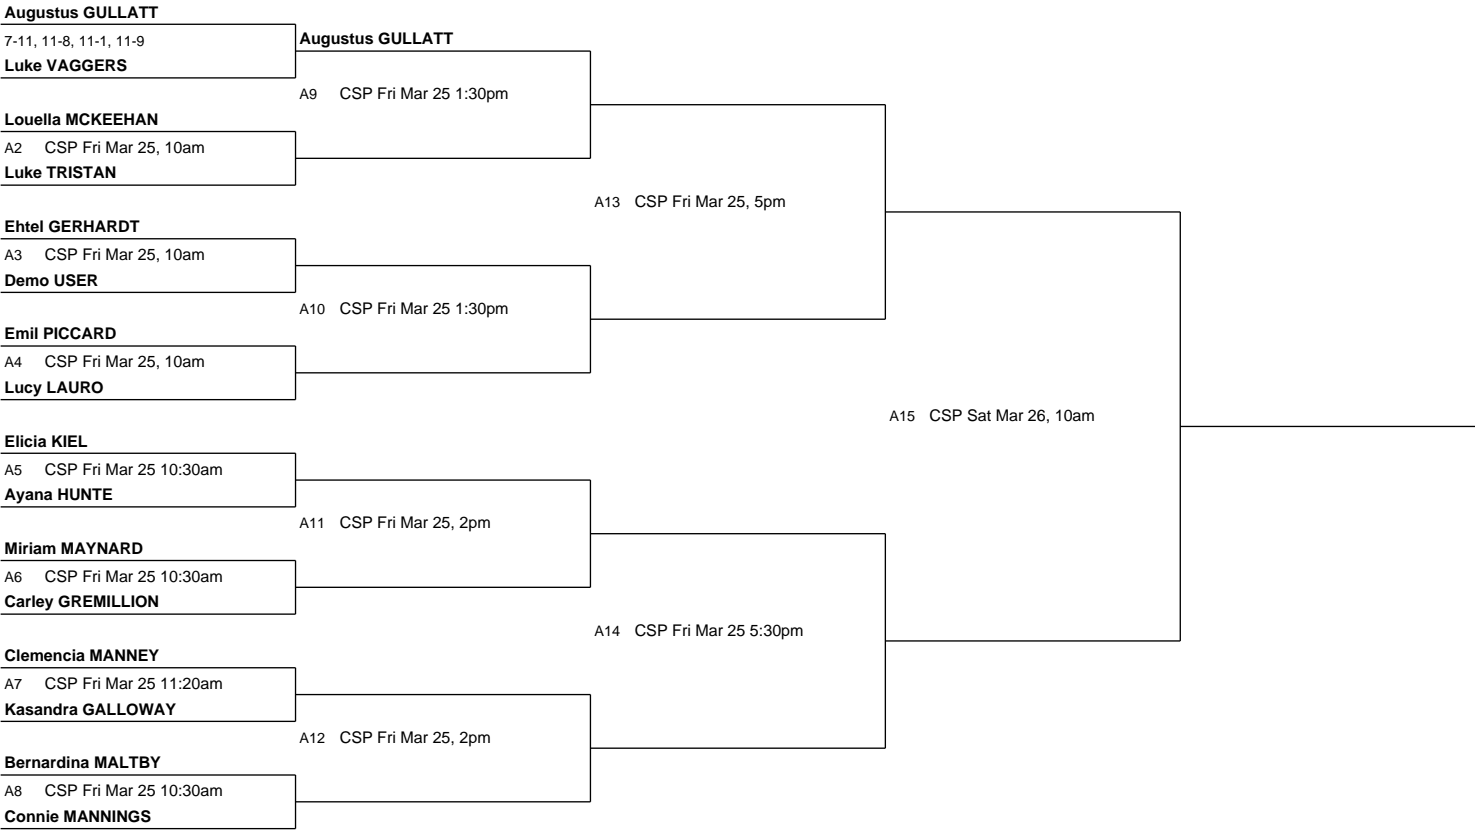 Augustus GULLATT
7-11, 11-8, 11-1, 11-9
Luke VAGGERS
Louella MCKEEHAN
A2 CSP Fri Mar 25, 10am
Luke TRISTAN
Ehtel GERHARDT
A3 CSP Fri Mar 25, 10am
Demo USER
Emil PICCARD
A4 CSP Fri Mar 25, 10am
Lucy LAURO
Elicia KIEL
A5 CSP Fri Mar 25 10:30am
Ayana HUNTE
Miriam MAYNARD
A6 CSP Fri Mar 25 10:30am
Carley GREMILLION
Clemencia MANNEY
A7 CSP Fri Mar 25 11:20am
Kasandra GALLOWAY
Bernardina MALTBY
A8 CSP Fri Mar 25 10:30am
Connie MANNINGS
Augustus GULLATT
A9 CSP Fri Mar 25 1:30pm
A10 CSP Fri Mar 25 1:30pm
A11 CSP Fri Mar 25, 2pm
A12 CSP Fri Mar 25, 2pm
A13 CSP Fri Mar 25, 5pm
A14 CSP Fri Mar 25 5:30pm
A15 CSP Sat Mar 26, 10am